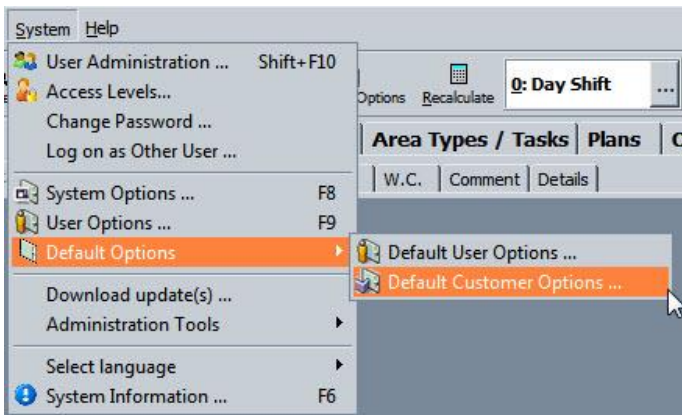 System Help
User Administration ... Shift+F10
Access Levels...
Change Password ...
Log on as Other User ...
System Options ... F8
User Options ... F9
Default Options
Download update(s) ...
Administration Tools
Select language
System Information ... F6
Options Recalculate 0: Day Shift ...
Area Types / Tasks Plans
W.C. Comment Details
Default User Options ...
Default Customer Options ...